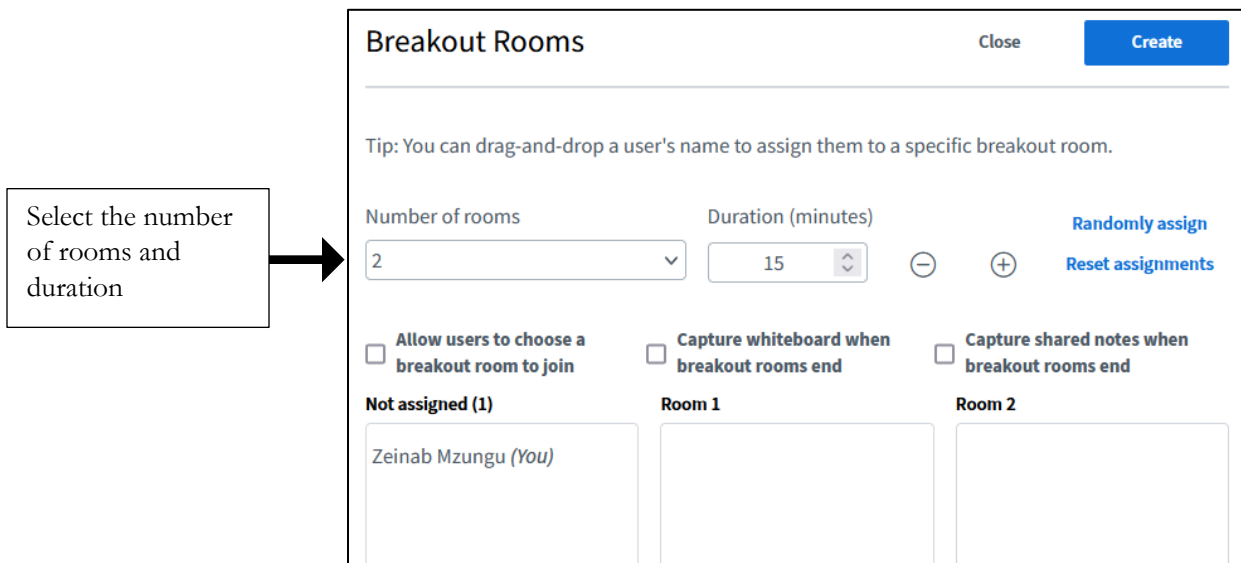 Breakout Rooms
Close
Create
Tip: You can drag-and-drop a user's name to assign them to a specific breakout room.
Select the number
of rooms and
duration
Number of rooms
Duration (minutes)
Randomly assign
2
15
Reset assignments
Allow users to choose a
breakout room to join
Capture whiteboard when
breakout rooms end
Capture shared notes when
breakout rooms end
Not assigned (1)
Room 1
Room 2
Zeinab Mzungu (You)